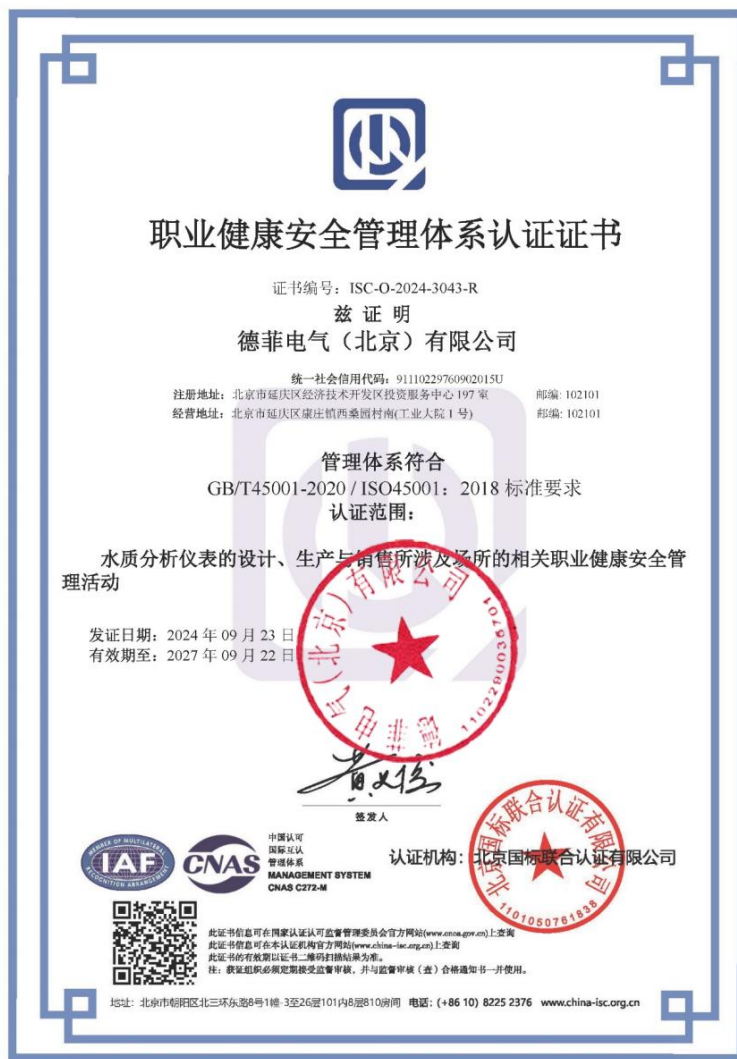 职业健康安全管理体系认证证书
证书编号：ISC-O-2024-3043-R
兹 证 明
德菲电气（北京）有限公司
统一社会信用代码：91110229760902015U
注册地址：北京市延庆区经济技术开发区投资服务中心 197 室 邮编: 102101
经营地址：北京市延庆区康庄镇西桑园村南(工业大院 1 号) 邮编: 102101
管理体系符合
GB/T45001-2020 / ISO45001：2018 标准要求
认证范围：
水质分析仪表的设计、生产与销售所涉及场所的相关职业健康安全管
理活动
发证日期：2024 年 09 月 23 日
有效期至：2027 年 09 月 22 日
德菲电气(北京)有限公司
1102290036701
签发人
MEMBER OF MULTILATERAL
RECOGNITION ARRANGEMENT
IAF
CNAS
中国认可
国际互认
管理体系
MANAGEMENT SYSTEM
CNAS C272-M
认证机构：北京国标联合认证有限公司
北京国标联合认证有限公司
1101050761838
此证书信息可在国家认证认可监督管理委员会官方网站(www.cnca.gov.cn)上查询
此证书信息可在本认证机构官方网站(www.china-isc.org.cn)上查询
此证书的有效期以证书二维码扫描结果为准。
注：获证组织必须定期接受监督审核，并与监督审核（查）合格通知书一并使用。
地址：北京市朝阳区北三环东路8号1幢-3至26层101内8层810房间 电话：(+86 10) 8225 2376 www.china-isc.org.cn